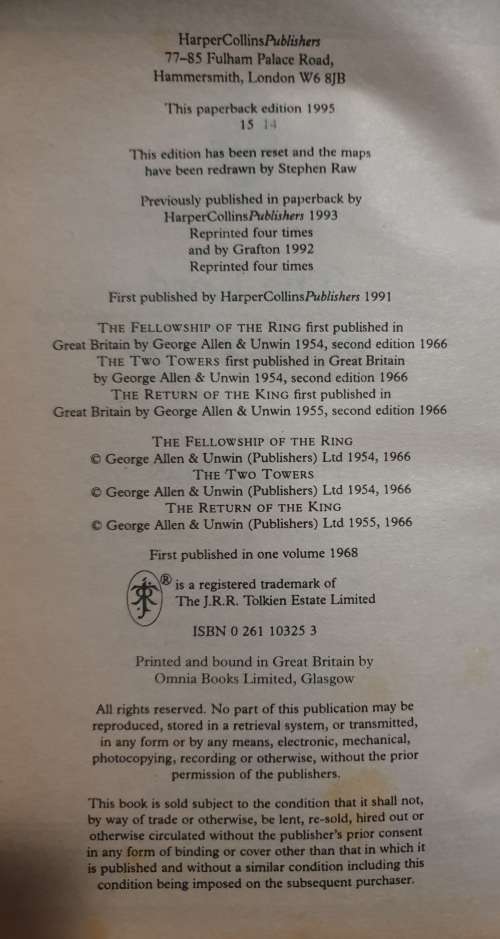 HarperCollinsPublishers
77–85 Fulham Palace Road,
Hammersmith, London W6 8JB
This paperback edition 1995
15 14
This edition has been reset and the maps
have been redrawn by Stephen Raw
Previously published in paperback by
HarperCollinsPublishers 1993
Reprinted four times
and by Grafton 1992
Reprinted four times
First published by HarperCollinsPublishers 1991
THE FELLOWSHIP OF THE RING first published in
Great Britain by George Allen & Unwin 1954, second edition 1966
THE TWO TOWERS first published in Great Britain
by George Allen & Unwin 1954, second edition 1966
THE RETURN OF THE KING first published in
Great Britain by George Allen & Unwin 1955, second edition 1966
THE FELLOWSHIP OF THE RING
© George Allen & Unwin (Publishers) Ltd 1954, 1966
THE TWO TOWERS
© George Allen & Unwin (Publishers) Ltd 1954, 1966
THE RETURN OF THE KING
© George Allen & Unwin (Publishers) Ltd 1955, 1966
First published in one volume 1968
® is a registered trademark of
The J.R.R. Tolkien Estate Limited
ISBN 0 261 10325 3
Printed and bound in Great Britain by
Omnia Books Limited, Glasgow
All rights reserved. No part of this publication may be
reproduced, stored in a retrieval system, or transmitted,
in any form or by any means, electronic, mechanical,
photocopying, recording or otherwise, without the prior
permission of the publishers.
This book is sold subject to the condition that it shall not,
by way of trade or otherwise, be lent, re-sold, hired out or
otherwise circulated without the publisher's prior consent
in any form of binding or cover other than that in which it
is published and without a similar condition including this
condition being imposed on the subsequent purchaser.